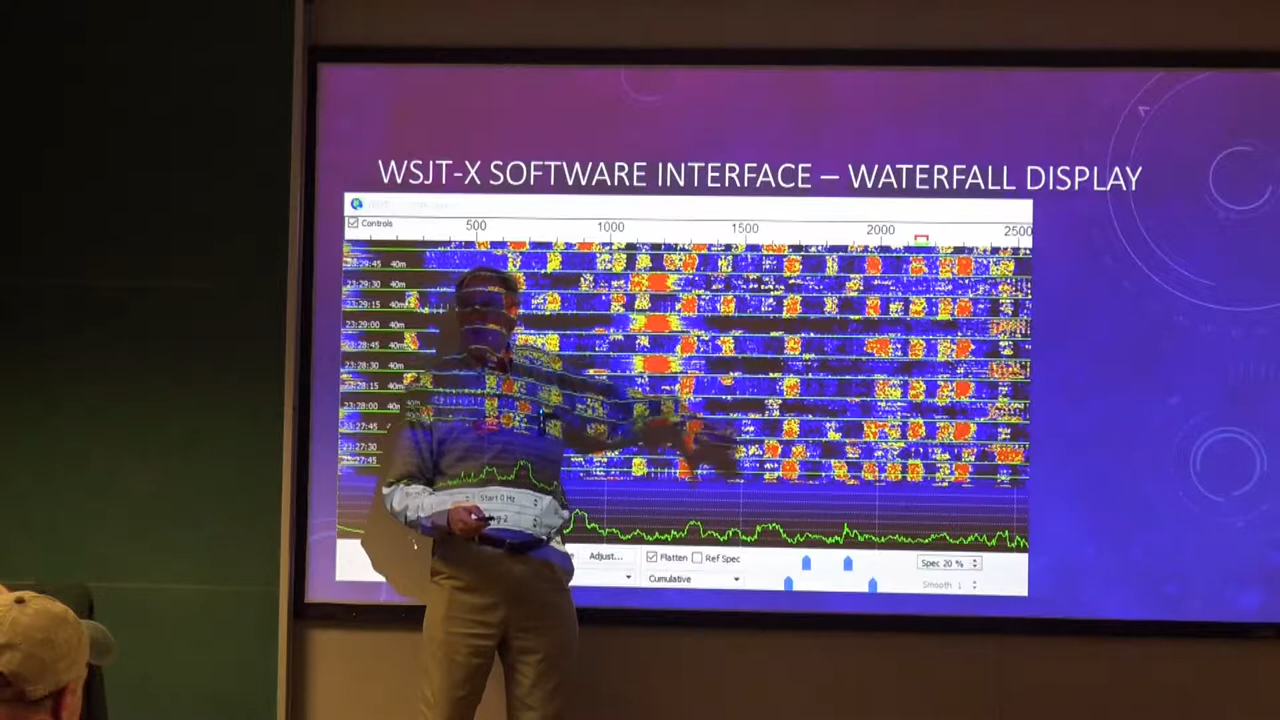 WSJT-X SOFTWARE INTERFACE – WATERFALL DISPLAY
Controls 500 1000 1500 2000 2500
23:29:45 40m
23:29:30 40m
23:29:15 40m
23:29:00 40m
23:28:45 40m
23:28:30 40m
23:28:15 40m
23:28:00 40m
23:27:45
23:27:30
23:27:45
Start 0 Hz
Adjust... Flatten Ref Spec Spec 20 %
Cumulative Smooth 1